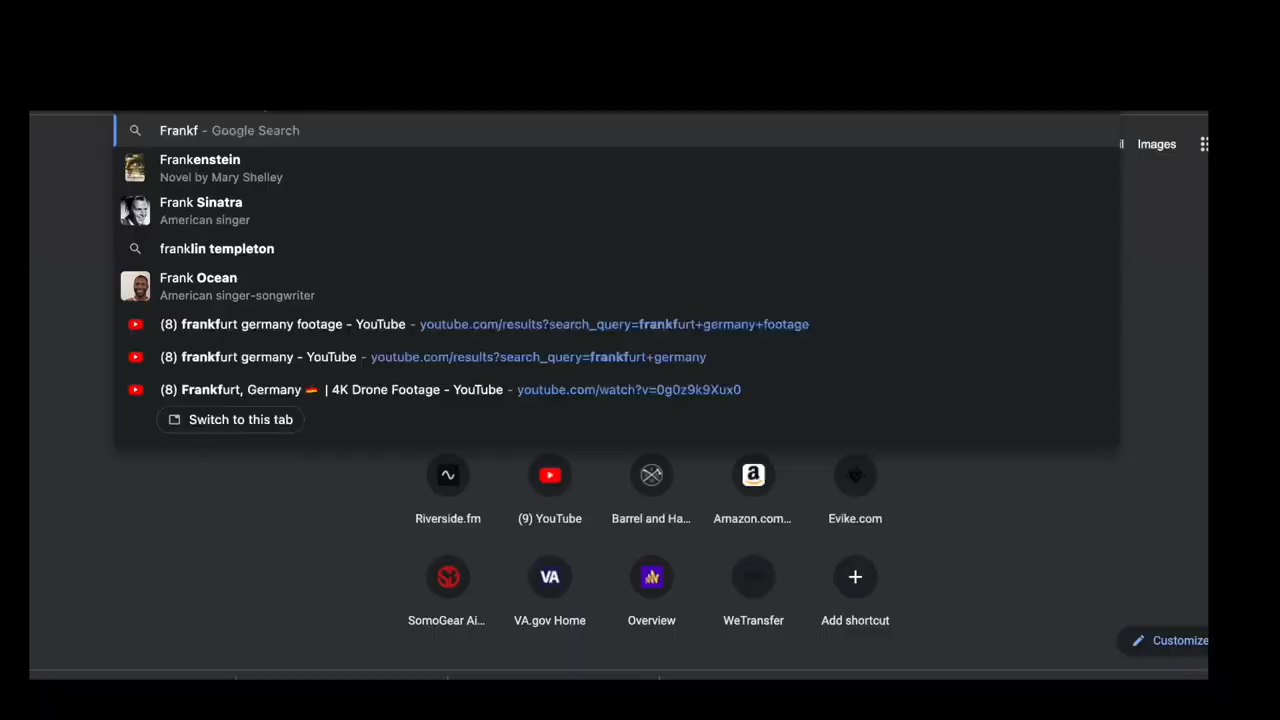 Frankf - Google Search
il Images
Frankenstein
Novel by Mary Shelley
Frank Sinatra
American singer
franklin templeton
Frank Ocean
American singer-songwriter
(8) frankfurt germany footage - YouTube - youtube.com/results?search_query=frankfurt+germany+footage
(8) frankfurt germany - YouTube - youtube.com/results?search_query=frankfurt+germany
(8) Frankfurt, Germany 🇩🇪 | 4K Drone Footage - YouTube - youtube.com/watch?v=0g0z9k9Xux0
Switch to this tab
Riverside.fm (9) YouTube Barrel and Ha... Amazon.com... Evike.com
VA
SomoGear Ai... VA.gov Home Overview WeTransfer Add shortcut
Customize